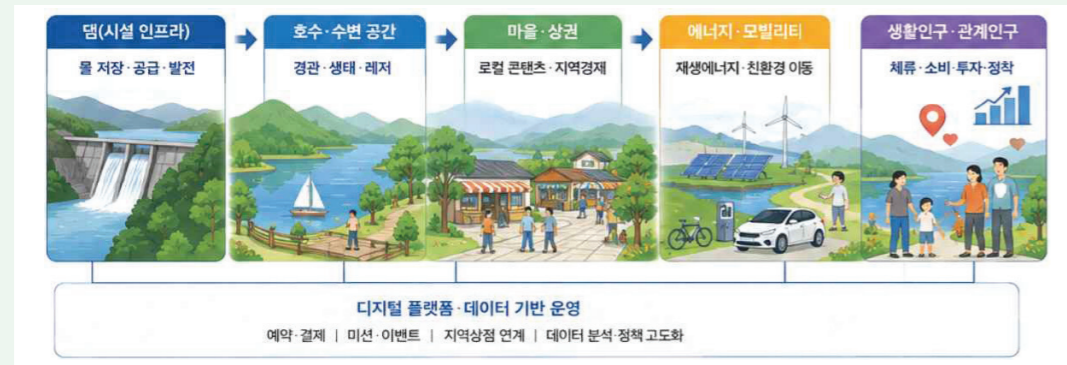 댐(시설 인프라)
몰 저장·공급·발전
호수·수변 공간
경관·생태·레저
마을·상권
로컬 콘텐츠·지역경제
에너지·모빌리티
재생에너지·친환경 이동
생활인구·관계인구
체류·소비·투자·정착
디지털 플랫폼·데이터 기반 운영
예약·결제 | 미션·이벤트 | 지역상점 연계 | 데이터 분석·정책 고도화